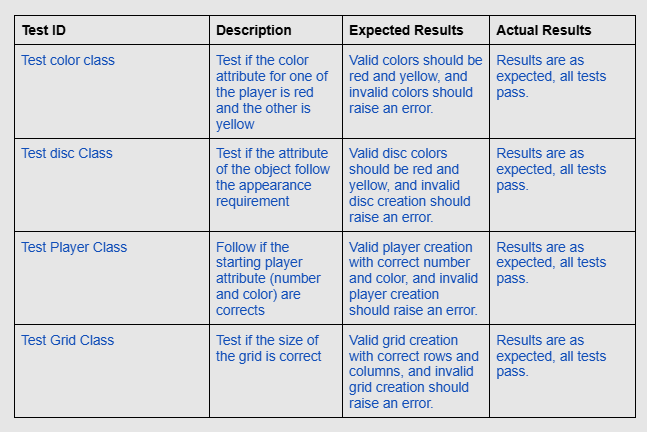 Test ID
Description
Expected Results
Actual Results
Test color class
Test if the color
attribute for one of
the player is red
and the other is
yellow
Valid colors should be
red and yellow, and
invalid colors should
raise an error.
Results are as
expected, all tests
pass.
Test disc Class
Test if the attribute
of the object follow
the appearance
requirement
Valid disc colors
should be red and
yellow, and invalid
disc creation should
raise an error.
Results are as
expected, all tests
pass.
Test Player Class
Follow if the
starting player
attribute (number
and color) are
corrects
Valid player creation
with correct number
and color, and invalid
player creation
should raise an error.
Results are as
expected, all tests
pass.
Test Grid Class
Test if the size of
the grid is correct
Valid grid creation
with correct rows and
columns, and invalid
grid creation should
raise an error.
Results are as
expected, all tests
pass.